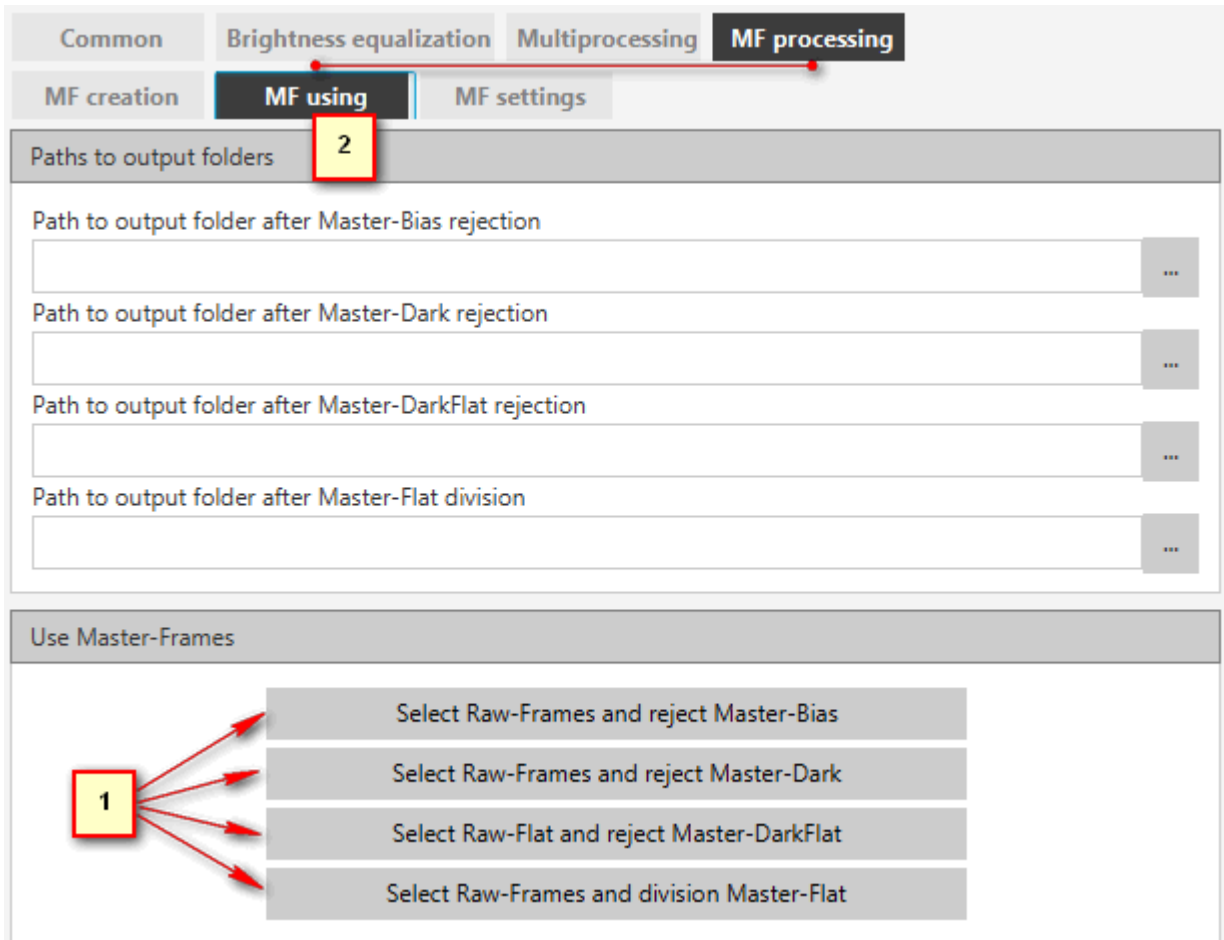 Common Brightness equalization Multiprocessing MF processing
MF creation MF using MF settings
2
Paths to output folders
Path to output folder after Master-Bias rejection
...
Path to output folder after Master-Dark rejection
...
Path to output folder after Master-DarkFlat rejection
...
Path to output folder after Master-Flat division
...
Use Master-Frames
Select Raw-Frames and reject Master-Bias
Select Raw-Frames and reject Master-Dark
1
Select Raw-Flat and reject Master-DarkFlat
Select Raw-Frames and division Master-Flat